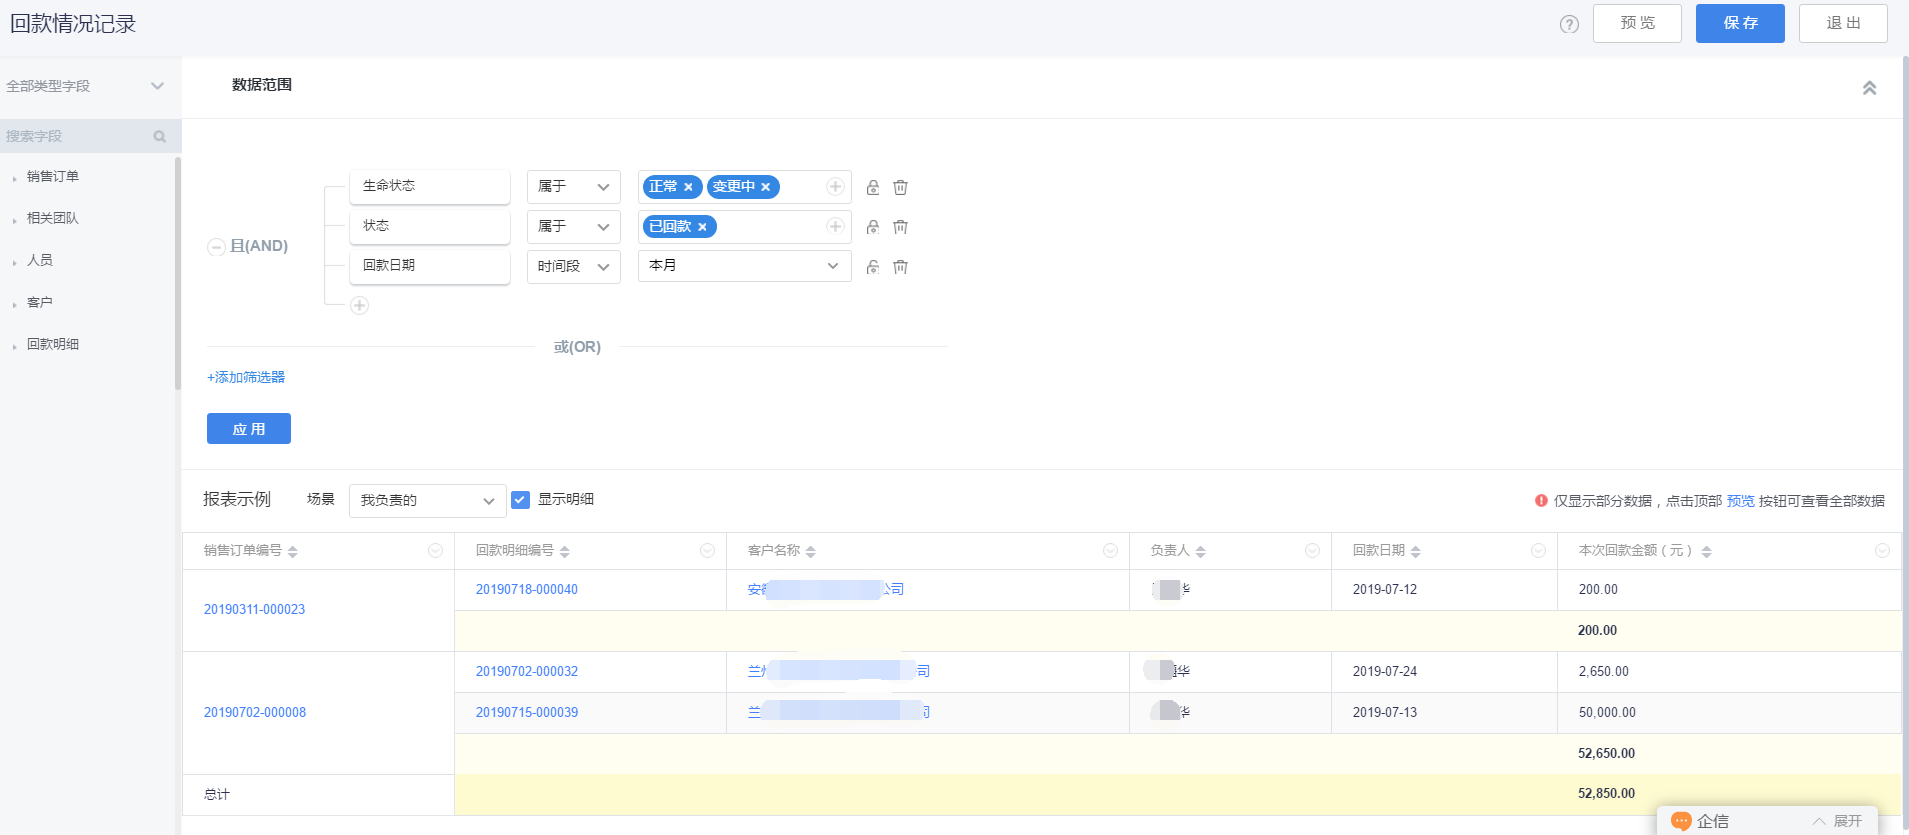 回款情况记录
预 览
保 存
退 出
全部类型字段
搜索字段
销售订单
相关团队
人员
客户
回款明细
数据范围
且(AND)
生命状态 属于 正常 变更中
状态 属于 已回款
回款日期 时间段 本月
或(OR)
+添加筛选器
应 用
报表示例 场景 我负责的 显示明细 仅显示部分数据，点击顶部 预览 按钮可查看全部数据
销售订单编号 回款明细编号 客户名称 负责人 回款日期 本次回款金额（元）
20190311-000023 20190718-000040 安 公司 华 2019-07-12 200.00
200.00
20190702-000008 20190702-000032 兰 司 华 2019-07-24 2,650.00
20190715-000039 兰 司 华 2019-07-13 50,000.00
52,650.00
总计 52,850.00
企信 展开